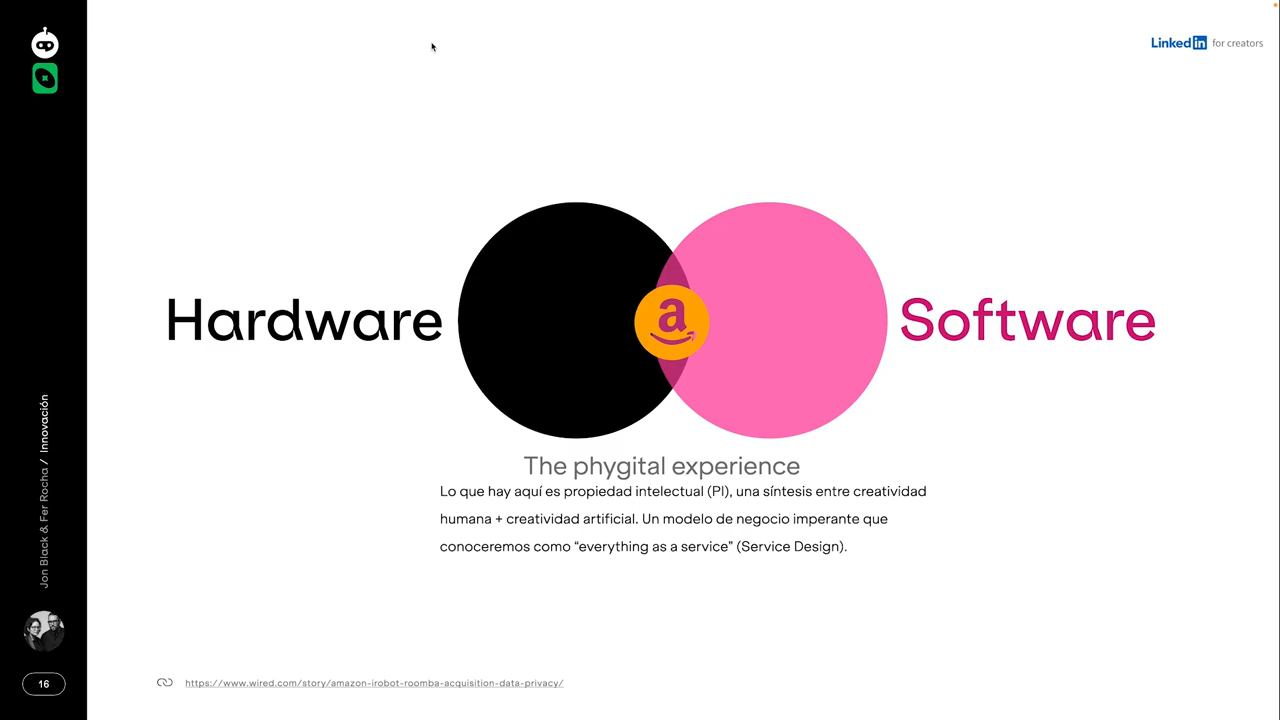 Linkedin for creators
Hardware
a
Software
The phygital experience
Lo que hay aquí es propiedad intelectual (PI), una síntesis entre creatividad
humana + creatividad artificial. Un modelo de negocio imperante que
conoceremos como “everything as a service” (Service Design).
Jon Black & Fer Rocha / Innovación
16
https://www.wired.com/story/amazon-irobot-roomba-acquisition-data-privacy/